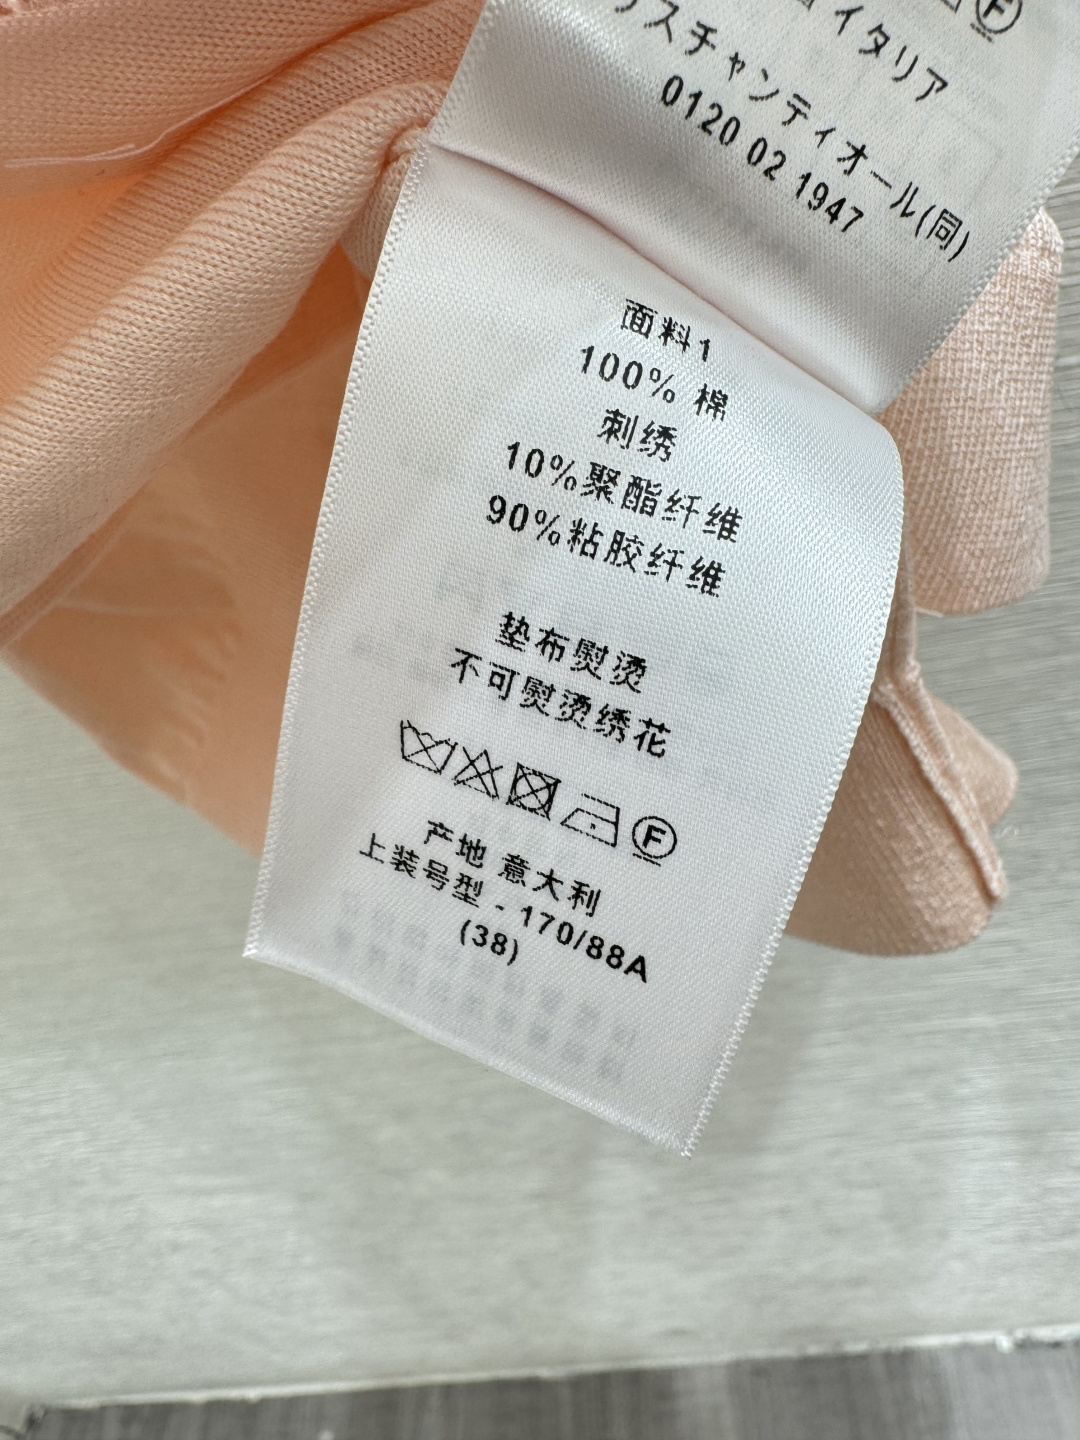 イタリア
スチャンティオール(同)
0120 02 1947
面料1
100% 棉
刺绣
10%聚酯纤维
90%粘胶纤维
垫布熨烫
不可熨烫绣花
F
产地 意大利
上装号型 - 170/88A
(38)